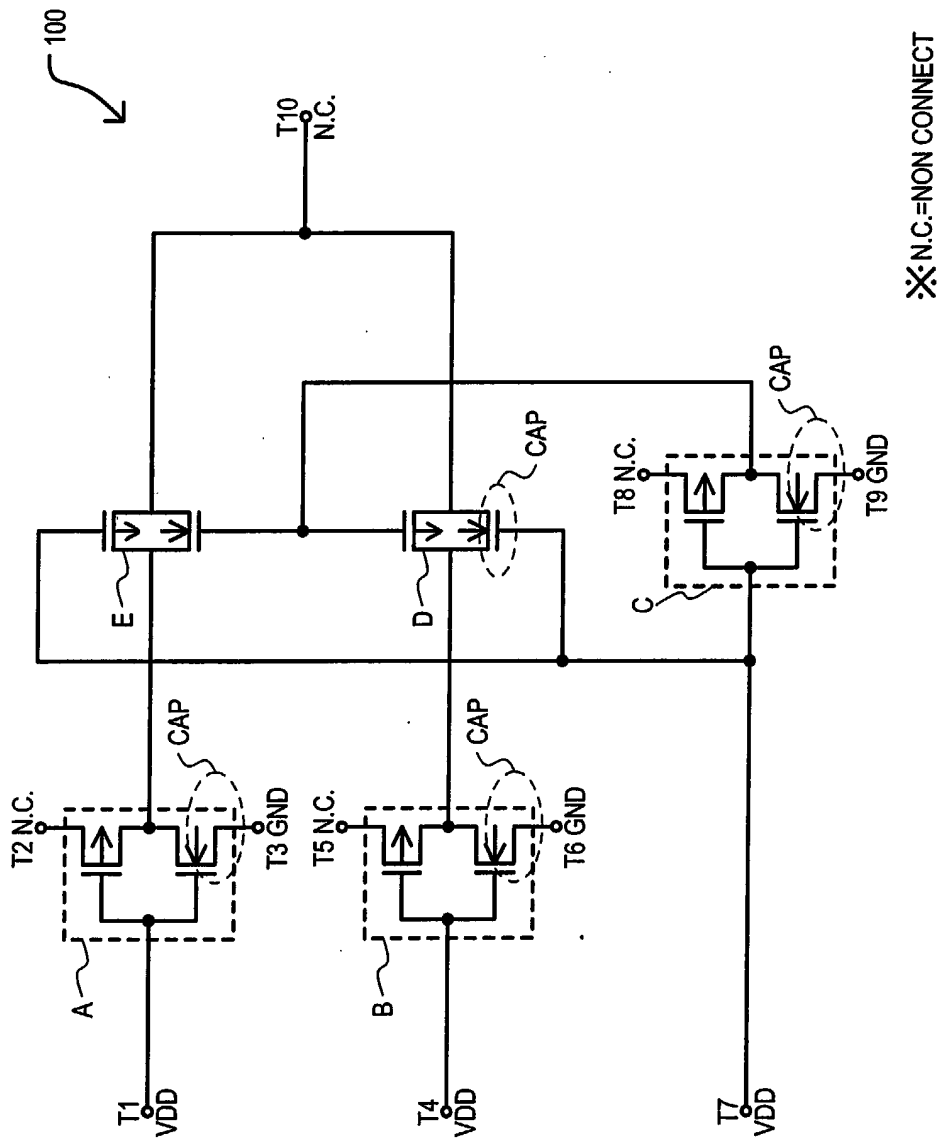 100
T10
N.C.
E
D
CAP
T8 N.C.
CAP
C
T9 GND
T2 N.C.
CAP
A
T3 GND
T5 N.C.
CAP
B
T6 GND
T1
VDD
T4
VDD
T7
VDD
※ N.C.=NON CONNECT